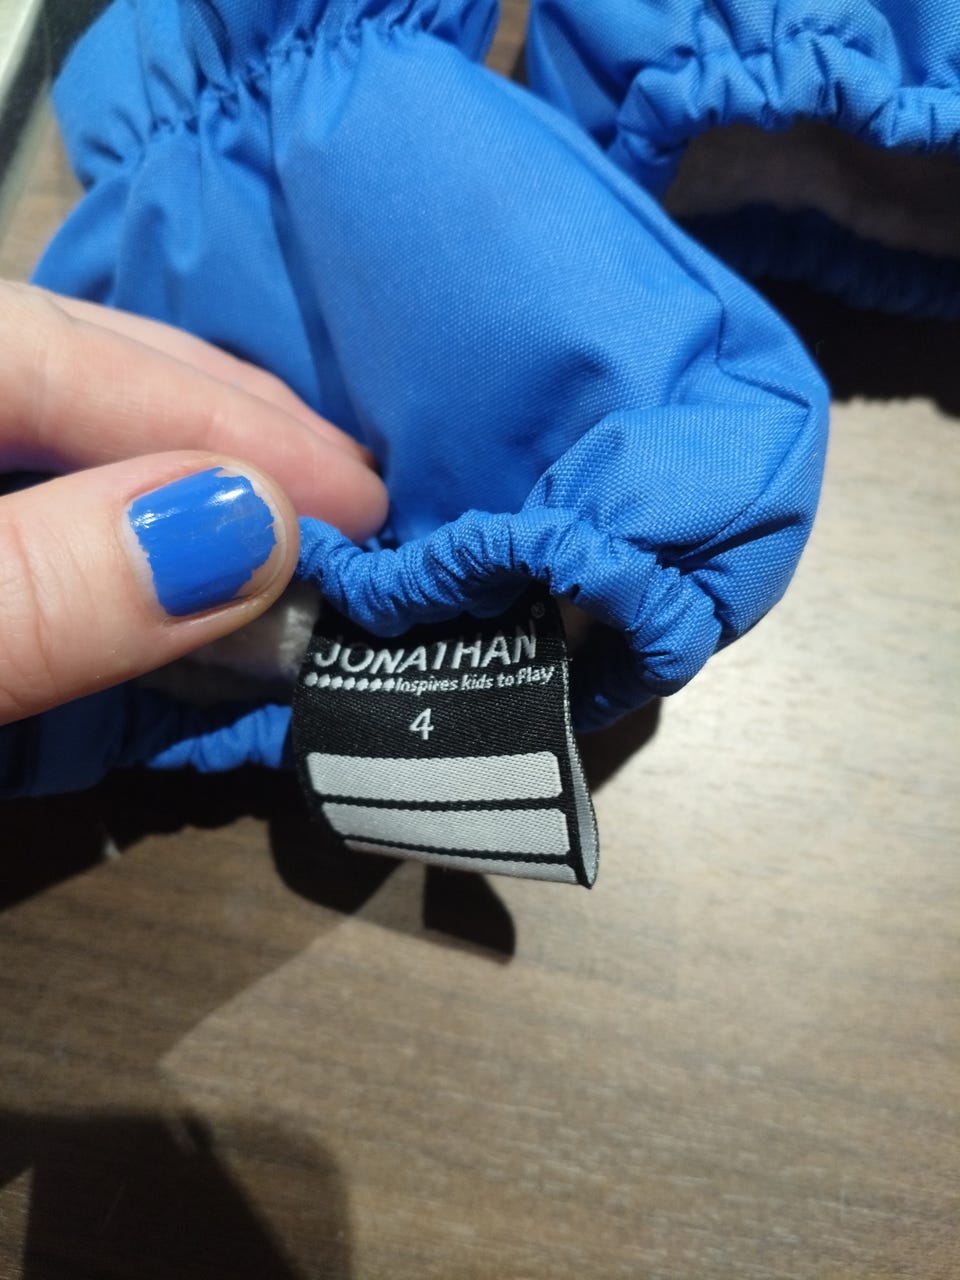 JONATHAN®
Inspires kids to Play
4